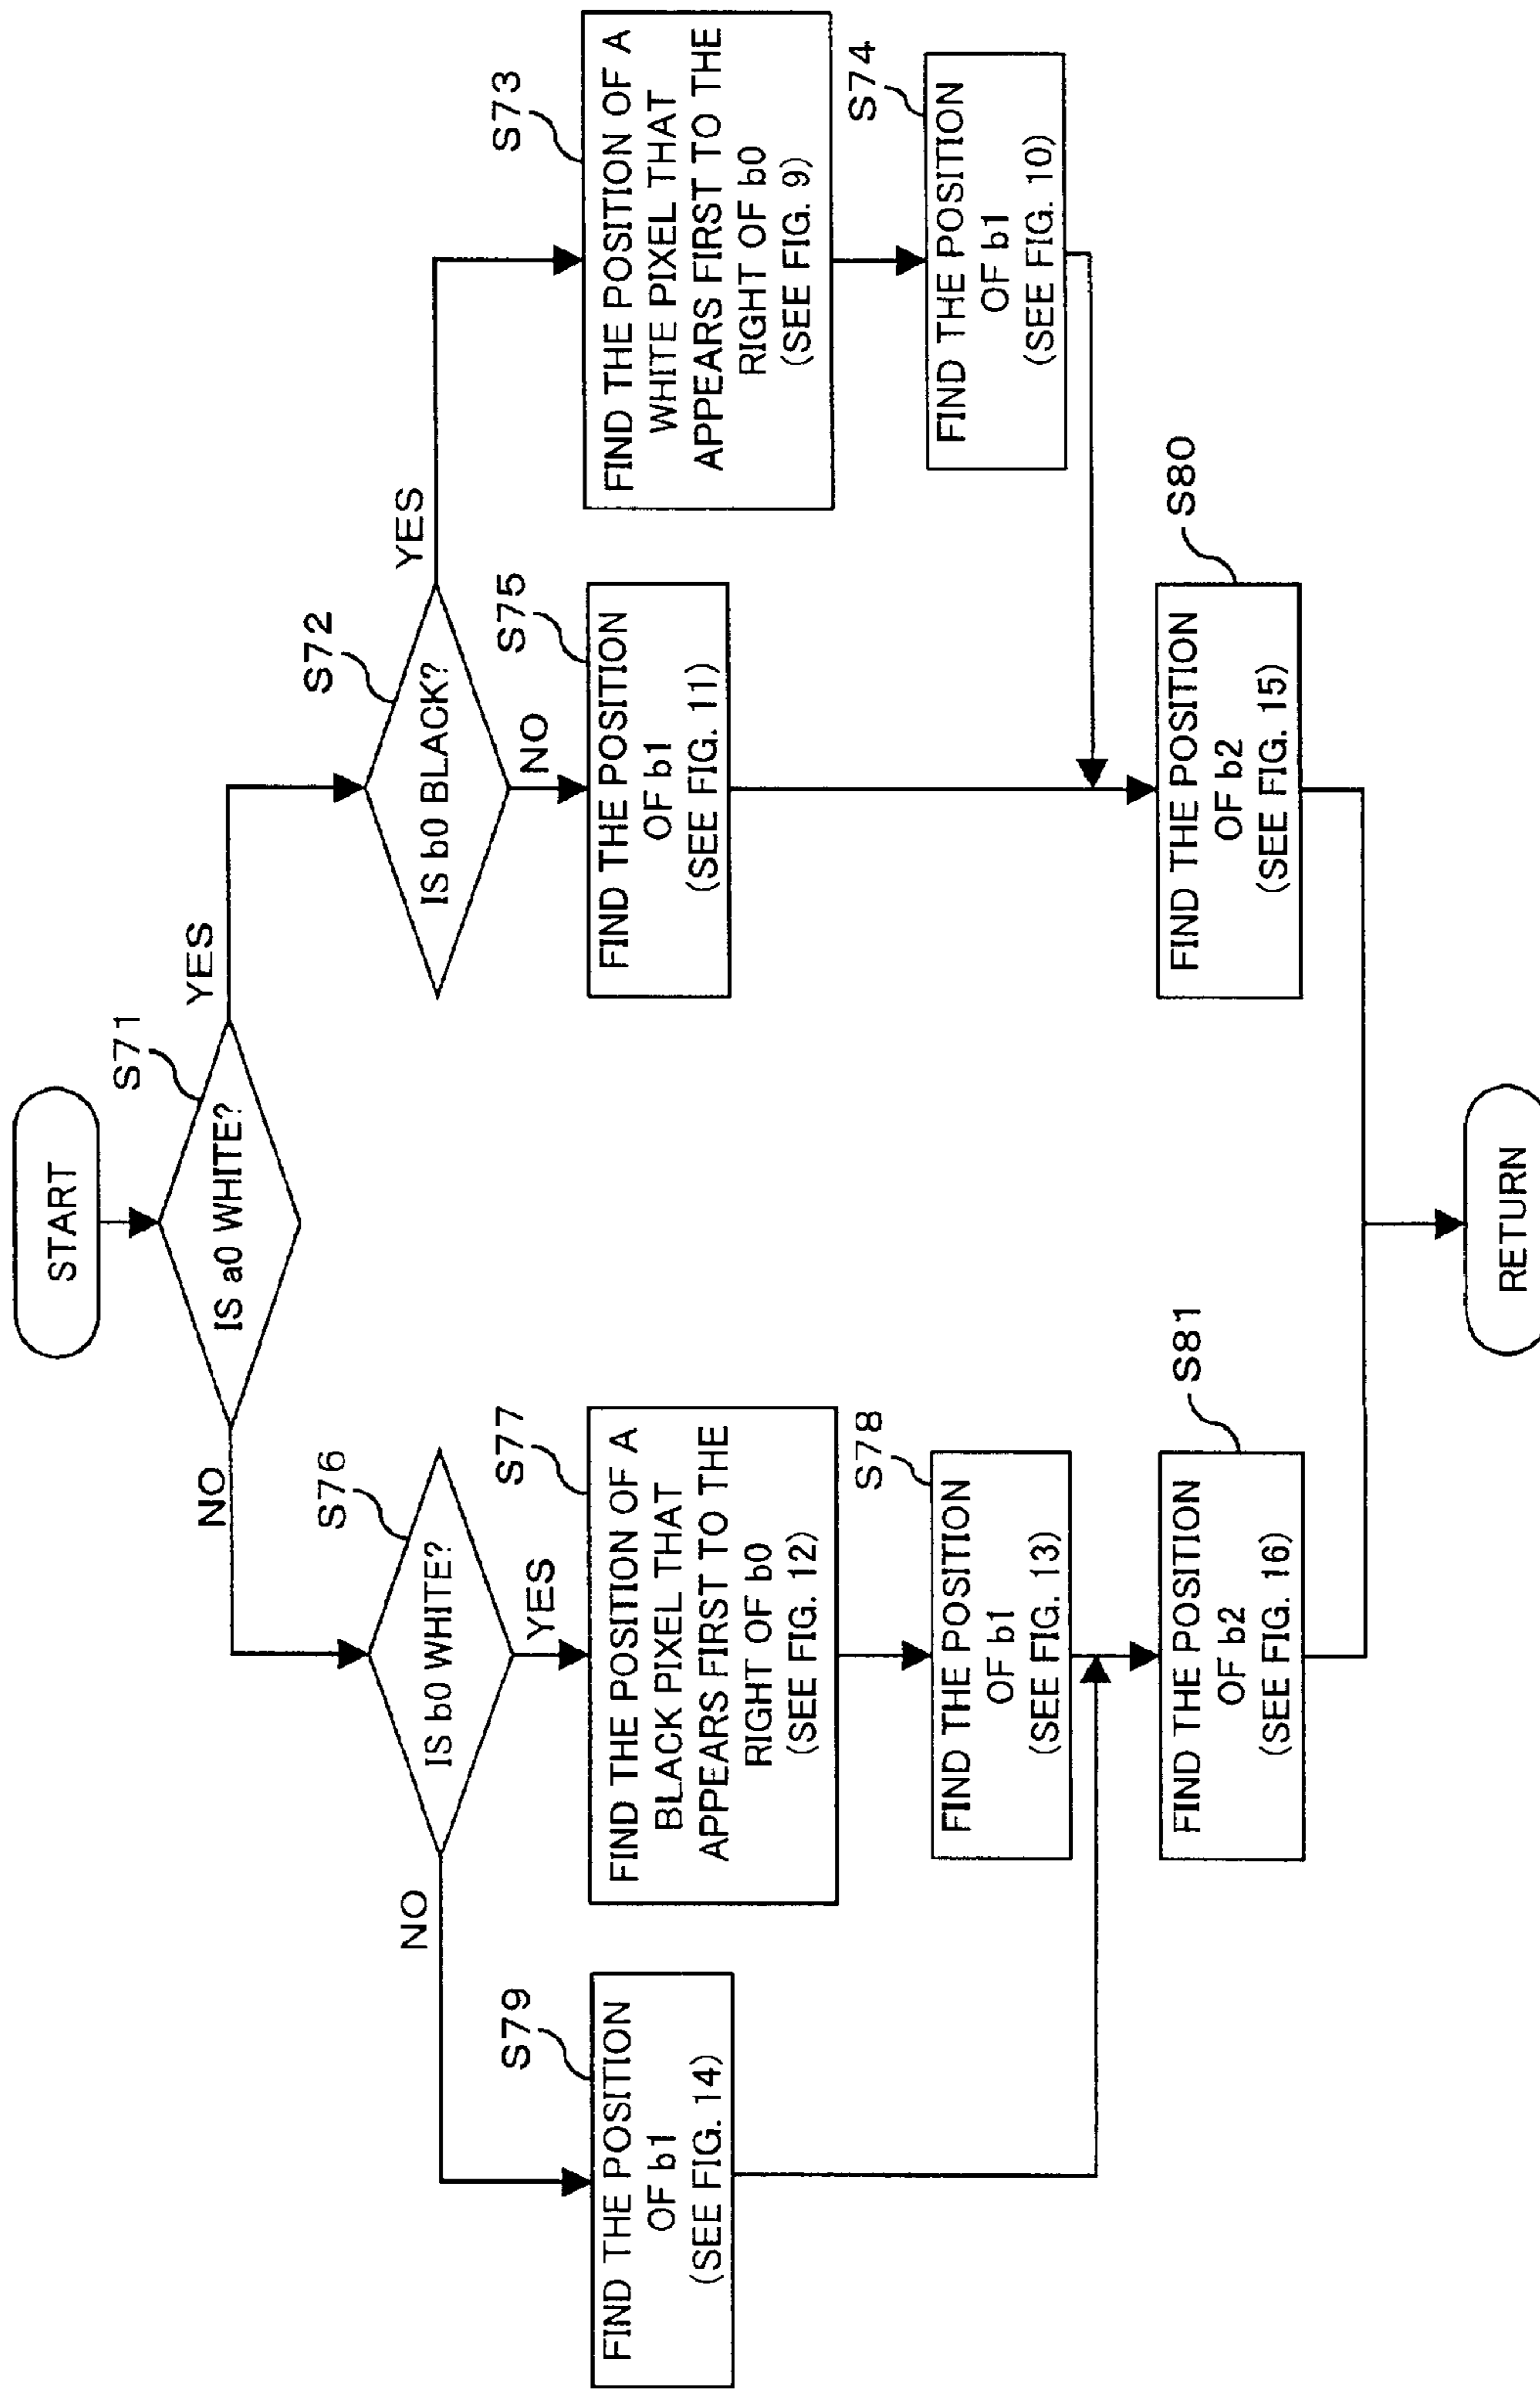 START
S71
IS a0 WHITE?
YES
NO
S72
IS b0 BLACK?
YES
NO
S73
FIND THE POSITION OF A
WHITE PIXEL THAT
APPEARS FIRST TO THE
RIGHT OF b0
(SEE FIG. 9)
S74
FIND THE POSITION
OF b1
(SEE FIG. 10)
S75
FIND THE POSITION
OF b1
(SEE FIG. 11)
S76
IS b0 WHITE?
YES
NO
S77
FIND THE POSITION OF A
BLACK PIXEL THAT
APPEARS FIRST TO THE
RIGHT OF b0
(SEE FIG. 12)
S78
FIND THE POSITION
OF b1
(SEE FIG. 13)
S79
FIND THE POSITION
OF b1
(SEE FIG. 14)
S80
FIND THE POSITION
OF b2
(SEE FIG. 15)
S81
FIND THE POSITION
OF b2
(SEE FIG. 16)
RETURN